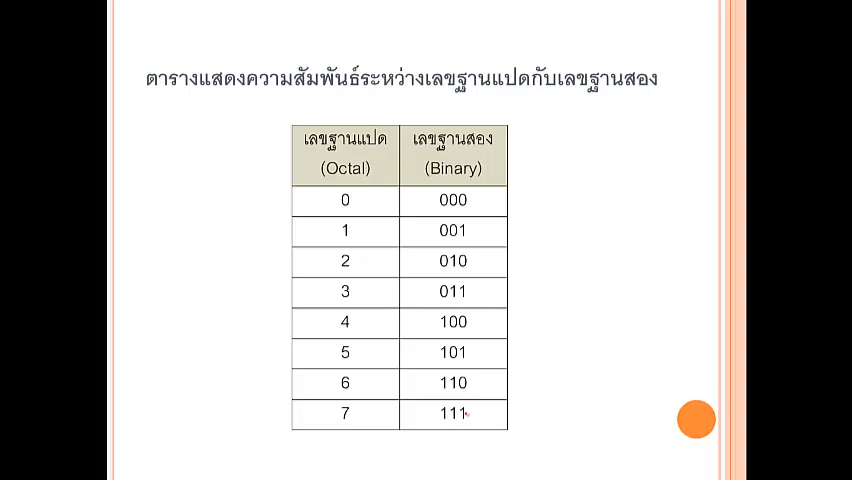 ตารางแสดงความสัมพันธ์ระหว่างเลขฐานแปดกับเลขฐานสอง
เลขฐานแปด เลขฐานสอง
(Octal) (Binary)
0 000
1 001
2 010
3 011
4 100
5 101
6 110
7 111